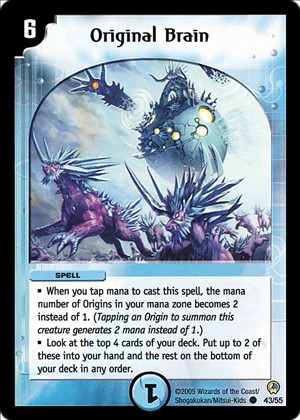 6
Original Brain
SPELL
▪ When you tap mana to cast this spell, the mana
number of Origins in your mana zone becomes 2
instead of 1. (Tapping an Origin to summon this
creature generates 2 mana instead of 1.)
▪ Look at the top 4 cards of your deck. Put up to 2 of
these into your hand and the rest on the bottom of
your deck in any order.
1
©2005 Wizards of the Coast/
Shogakukan/Mitsui-Kids ● 43/55